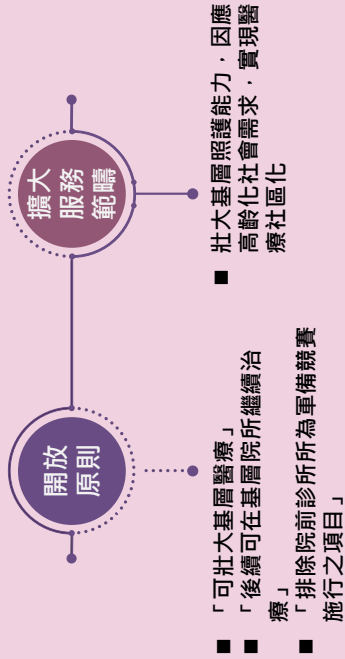 開放
原則
■ 「可壯大基層醫療」
■ 「後續可在基層院所繼續治
療」
■ 「排除院前診所所為軍備競賽
施行之項目」
擴大
服務
範疇
■ 壯大基層照護能力，因應
高齡化社會需求，實現醫
療社區化